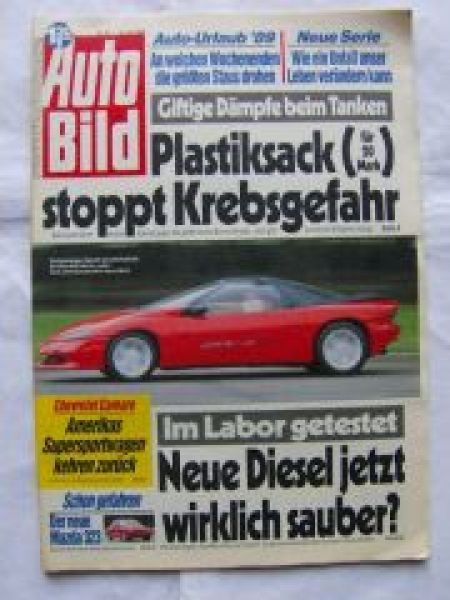 Auto
Bild
Auto-Urlaub '89
An welchen Wochenenden
die größten Staus drohen
Neue Serie
Wie ein Unfall unser
Leben verändern kann
Giftige Dämpfe beim Tanken
Plastiksack (für 20 Mark)
stoppt Krebsgefahr
Chevrolet Camaro
Amerikas
Supersportwagen
kehren zurück
Im Labor getestet
Neue Diesel jetzt
wirklich sauber?
Schon gefahren
Der neue
Mazda 323